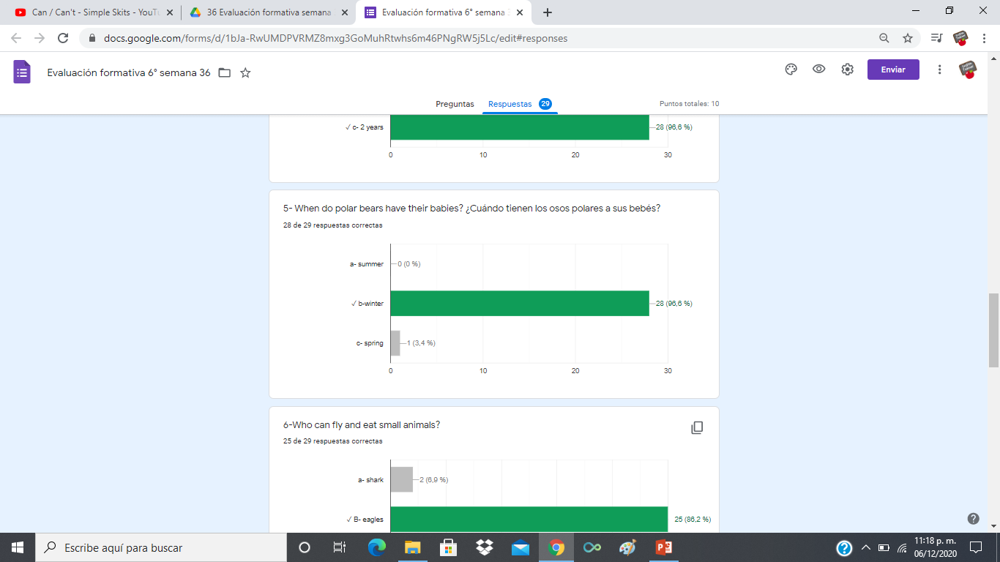 Can / Can't - Simple Skits - YouTu
36 Evaluación formativa semana
Evaluación formativa 6° semana
docs.google.com/forms/d/1bJa-RwUMDPVRMZ8mxg3GoMuhRtwhs6m46PNgRW5j5Lc/edit#responses
Evaluación formativa 6° semana 36
Enviar
Preguntas
Respuestas 29
Puntos totales: 10
✓ c- 2 years
28 (96,6 %)
0 10 20 30
5- When do polar bears have their babies? ¿Cuándo tienen los osos polares a sus bebés?
28 de 29 respuestas correctas
a- summer
0 (0 %)
✓ b-winter
28 (96,6 %)
c- spring
1 (3,4 %)
0 10 20 30
6-Who can fly and eat small animals?
25 de 29 respuestas correctas
a- shark
2 (6,9 %)
✓ B- eagles
25 (86,2 %)
Escribe aquí para buscar
11:18 p. m.
06/12/2020